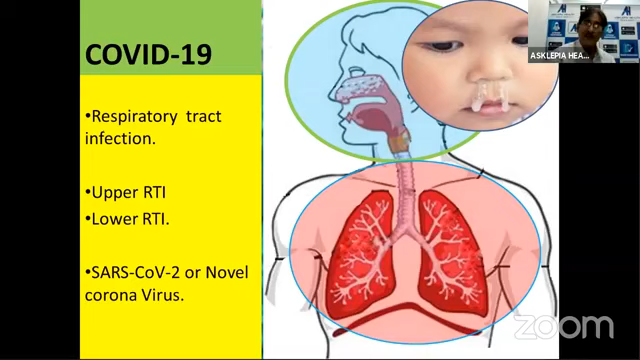 COVID-19
•Respiratory tract
infection.
•Upper RTI
•Lower RTI.
•SARS-CoV-2 or Novel
corona Virus.
ASKLEPIA HEA...
zoom